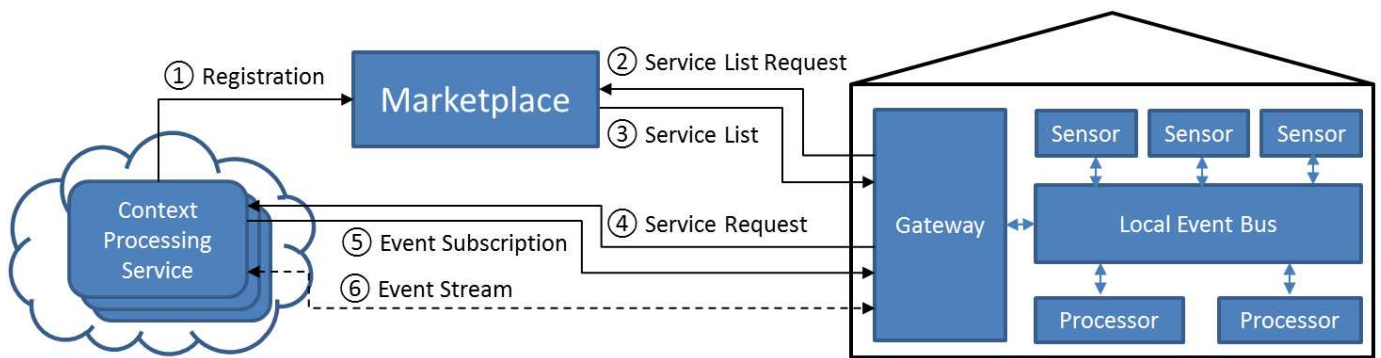 ① Registration
Marketplace
② Service List Request
③ Service List
Context
Processing
Service
④ Service Request
⑤ Event Subscription
⑥ Event Stream
Gateway
Sensor
Sensor
Sensor
Local Event Bus
Processor
Processor